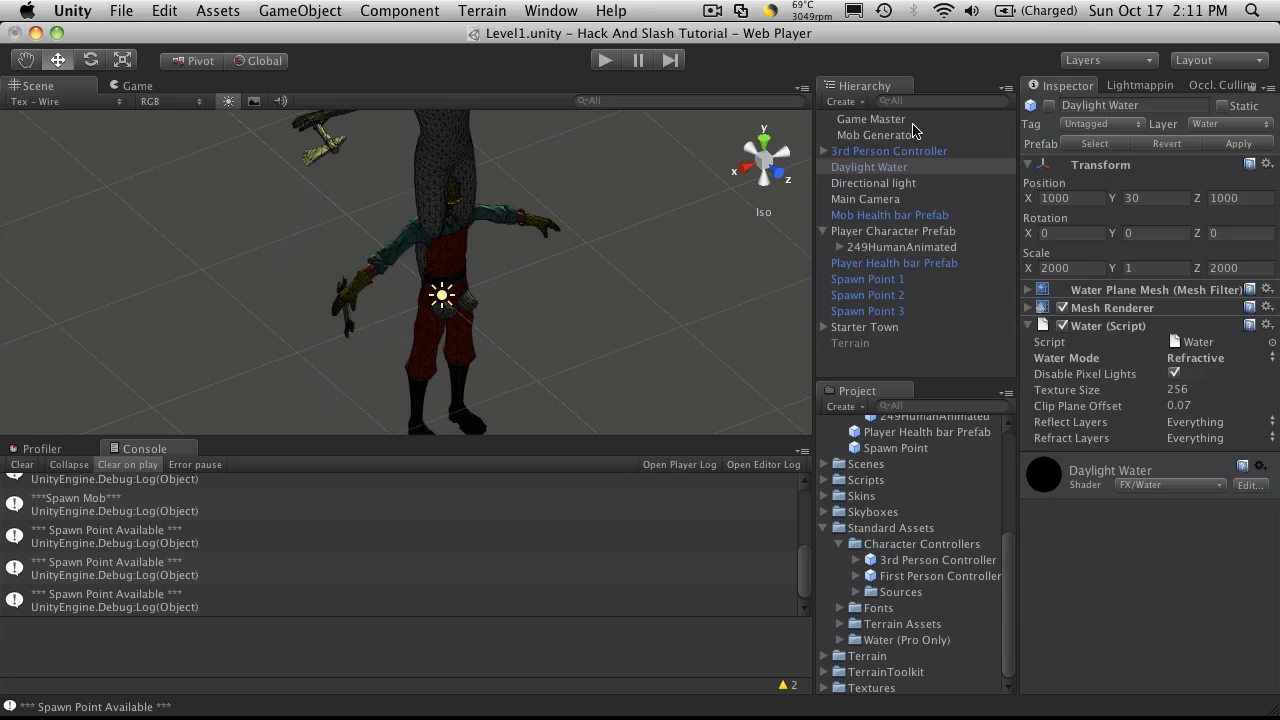 Unity File Edit Assets GameObject Component Terrain Window Help 69°C 3049rpm (Charged) Sun Oct 17 2:11 PM
Level1.unity - Hack And Slash Tutorial - Web Player
Pivot Global Layers Layout
Scene Game
Tex - Wire RGB All
y
x
z
Iso
Hierarchy
Create All
Game Master
Mob Generator
3rd Person Controller
Daylight Water
Directional light
Main Camera
Mob Health bar Prefab
Player Character Prefab
249HumanAnimated
Player Health bar Prefab
Spawn Point 1
Spawn Point 2
Spawn Point 3
Starter Town
Terrain
Project
Create All
249HumanAnimated
Player Health bar Prefab
Spawn Point
Scenes
Scripts
Skins
Skyboxes
Standard Assets
Character Controllers
3rd Person Controller
First Person Controller
Sources
Fonts
Terrain Assets
Water (Pro Only)
Terrain
TerrainToolkit
Textures
Inspector Lightmappin Occl. Culling
Daylight Water Static
Tag Untagged Layer Water
Prefab Select Revert Apply
Transform
Position
X 1000 Y 30 Z 1000
Rotation
X 0 Y 0 Z 0
Scale
X 2000 Y 1 Z 2000
Water Plane Mesh (Mesh Filter)
Mesh Renderer
Water (Script)
Script Water
Water Mode Refractive
Disable Pixel Lights
Texture Size 256
Clip Plane Offset 0.07
Reflect Layers Everything
Refract Layers Everything
Daylight Water
Shader FX/Water Edit...
Profiler Console
Clear Collapse Clear on play Error pause Open Player Log Open Editor Log
UnityEngine.Debug:Log(Object)
***Spawn Mob***
UnityEngine.Debug:Log(Object)
*** Spawn Point Available ***
UnityEngine.Debug:Log(Object)
*** Spawn Point Available ***
UnityEngine.Debug:Log(Object)
*** Spawn Point Available ***
UnityEngine.Debug:Log(Object)
2
*** Spawn Point Available ***